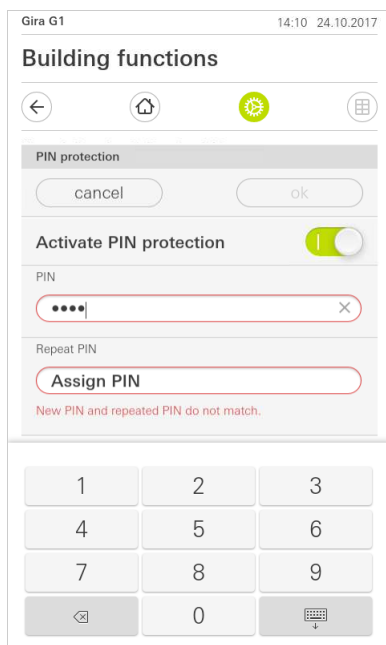 Gira G1 14:10 24.10.2017
Building functions
PIN protection
cancel ok
Activate PIN protection
PIN
••••
Repeat PIN
Assign PIN
New PIN and repeated PIN do not match.
1 2 3
4 5 6
7 8 9
0